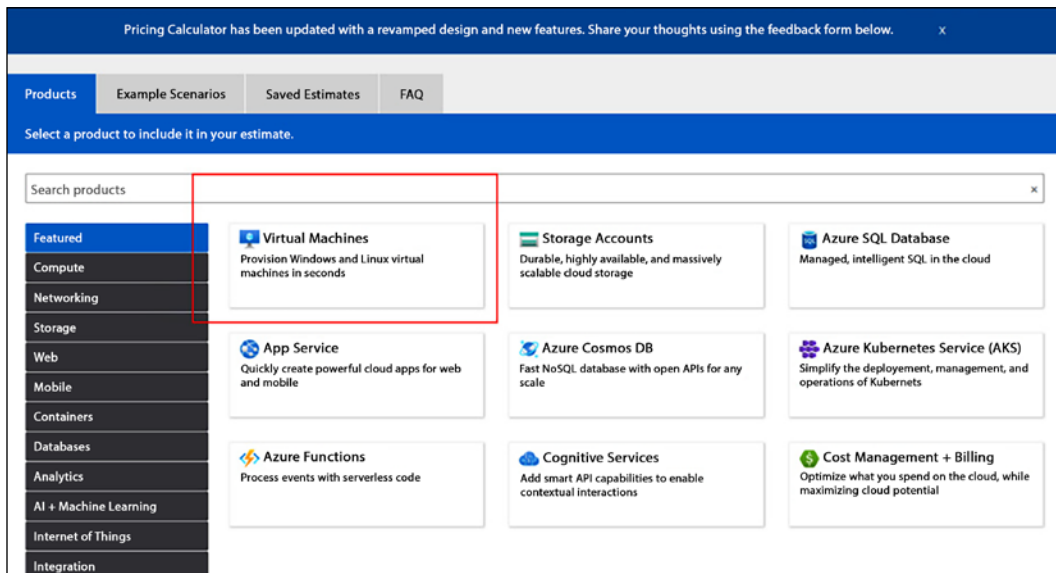 Pricing Calculator has been updated with a revamped design and new features. Share your thoughts using the feedback form below. x
Products Example Scenarios Saved Estimates FAQ
Select a product to include it in your estimate.
Search products ×
Featured
Compute
Networking
Storage
Web
Mobile
Containers
Databases
Analytics
AI + Machine Learning
Internet of Things
Integration
Virtual Machines
Provision Windows and Linux virtual
machines in seconds
Storage Accounts
Durable, highly available, and massively
scalable cloud storage
SQL
Azure SQL Database
Managed, intelligent SQL in the cloud
App Service
Quickly create powerful cloud apps for web
and mobile
Azure Cosmos DB
Fast NoSQL database with open APIs for any
scale
Azure Kubernetes Service (AKS)
Simplify the deployement, management, and
operations of Kubernets
Azure Functions
Process events with serverless code
Cognitive Services
Add smart API capabilities to enable
contextual interactions
$
Cost Management + Billing
Optimize what you spend on the cloud, while
maximizing cloud potential